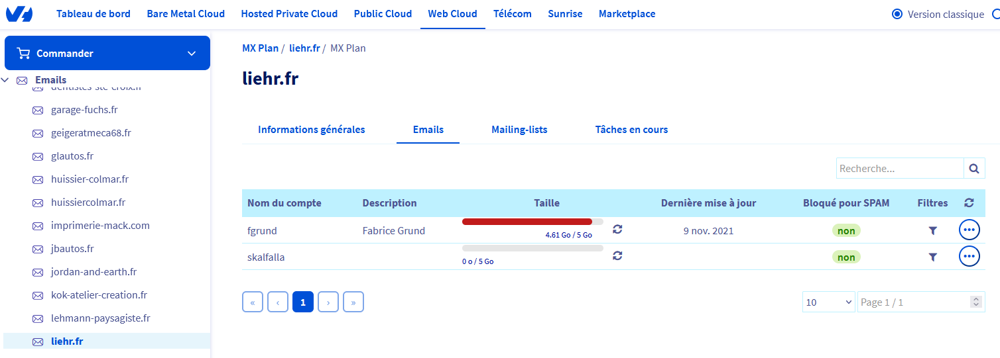 Tableau de bord Bare Metal Cloud Hosted Private Cloud Public Cloud Web Cloud Télécom Sunrise Marketplace Version classique
Commander
Emails
dentistes-ste-croix.fr
garage-fuchs.fr
geigeratmeca68.fr
glautos.fr
huissier-colmar.fr
huissiercolmar.fr
imprimerie-mack.com
jbautos.fr
jordan-and-earth.fr
kok-atelier-creation.fr
lehmann-paysagiste.fr
liehr.fr
MX Plan / liehr.fr / MX Plan
liehr.fr
Informations générales Emails Mailing-lists Tâches en cours
Recherche...
Nom du compte Description Taille Dernière mise à jour Bloqué pour SPAM Filtres
fgrund Fabrice Grund 4.61 Go / 5 Go 9 nov. 2021 non
skalfalla 0 o / 5 Go non
« ‹ 1 › » 10 Page 1 / 1